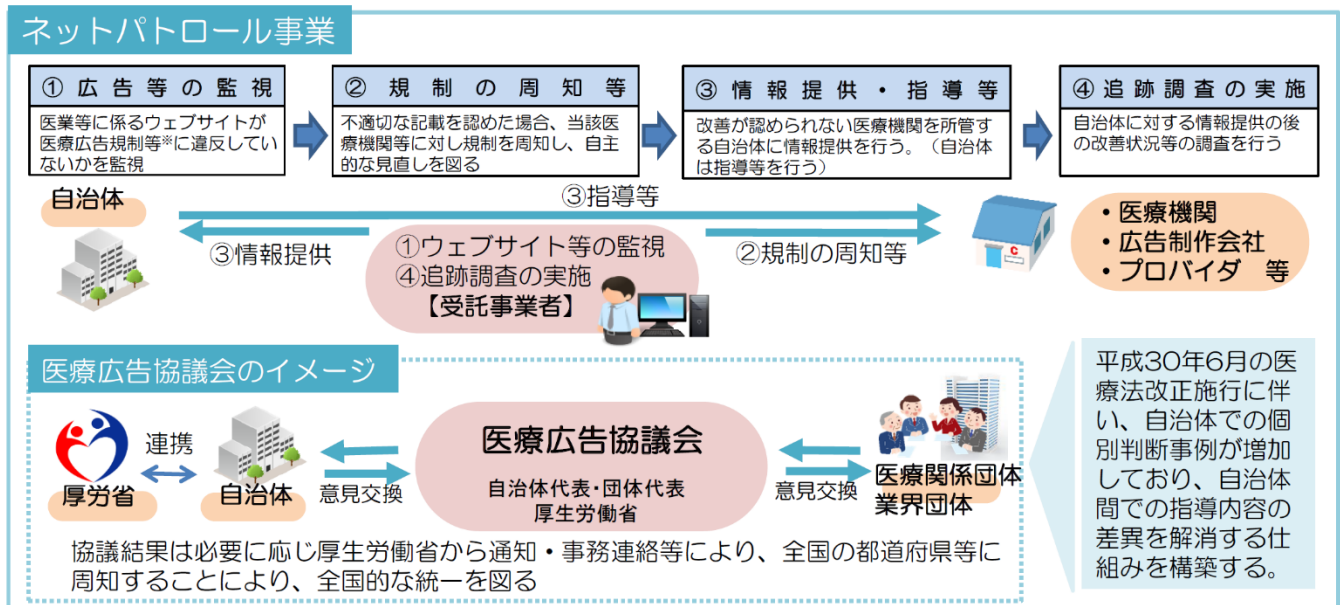 ネットパトロール事業
①広告等の監視
医業等に係るウェブサイトが
医療広告規制等※に違反してい
ないかを監視
②規制の周知等
不適切な記載を認めた場合、当該医
療機関等に対し規制を周知し、自主
的な見直しを図る
③情報提供・指導等
改善が認められない医療機関を所管す
る自治体に情報提供を行う。（自治体
は指導等を行う）
④追跡調査の実施
自治体に対する情報提供の後
の改善状況等の調査を行う
自治体
③指導等
③情報提供
①ウェブサイト等の監視
④追跡調査の実施
【受託事業者】
②規制の周知等
C
・医療機関
・広告制作会社
・プロバイダ　等
医療広告協議会のイメージ
厚労省
連携
自治体
意見交換
医療広告協議会
自治体代表・団体代表
厚生労働省
意見交換
医療関係団体
業界団体
協議結果は必要に応じ厚生労働省から通知・事務連絡等により、全国の都道府県等に
周知することにより、全国的な統一を図る
平成30年6月の医
療法改正施行に伴
い、自治体での個
別判断事例が増加
しており、自治体
間での指導内容の
差異を解消する仕
組みを構築する。